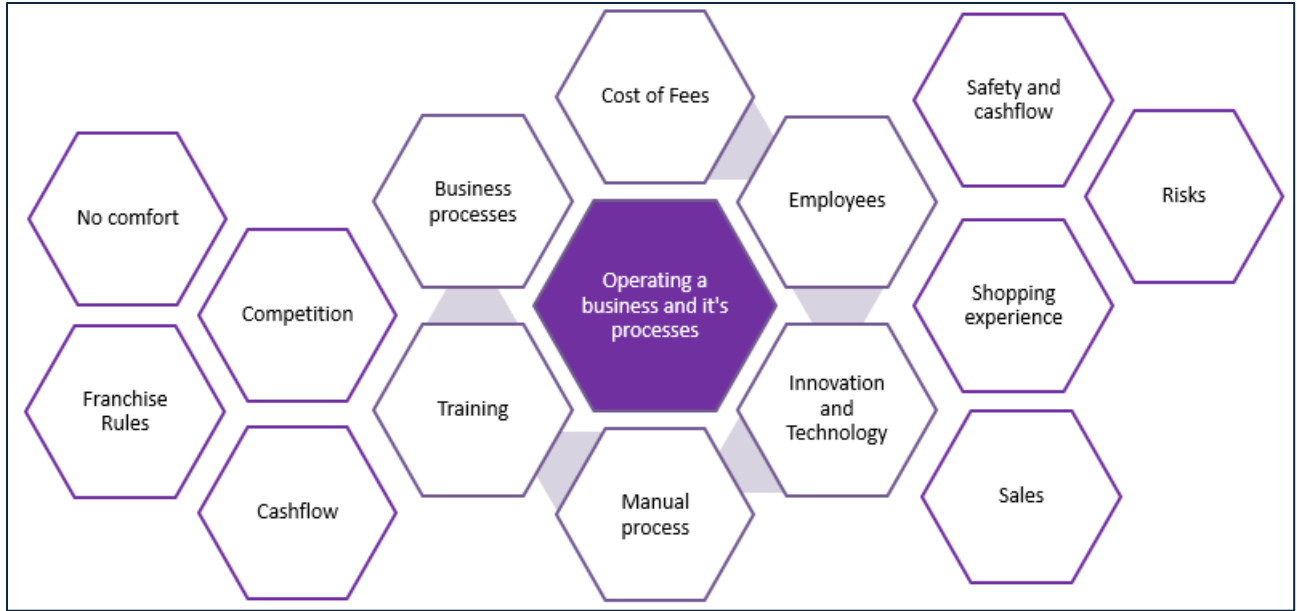 Cost of Fees
Safety and
cashflow
Business
processes
Employees
Risks
No comfort
Operating a
business and it's
processes
Competition
Shopping
experience
Franchise
Rules
Training
Innovation
and
Technology
Cashflow
Manual
process
Sales